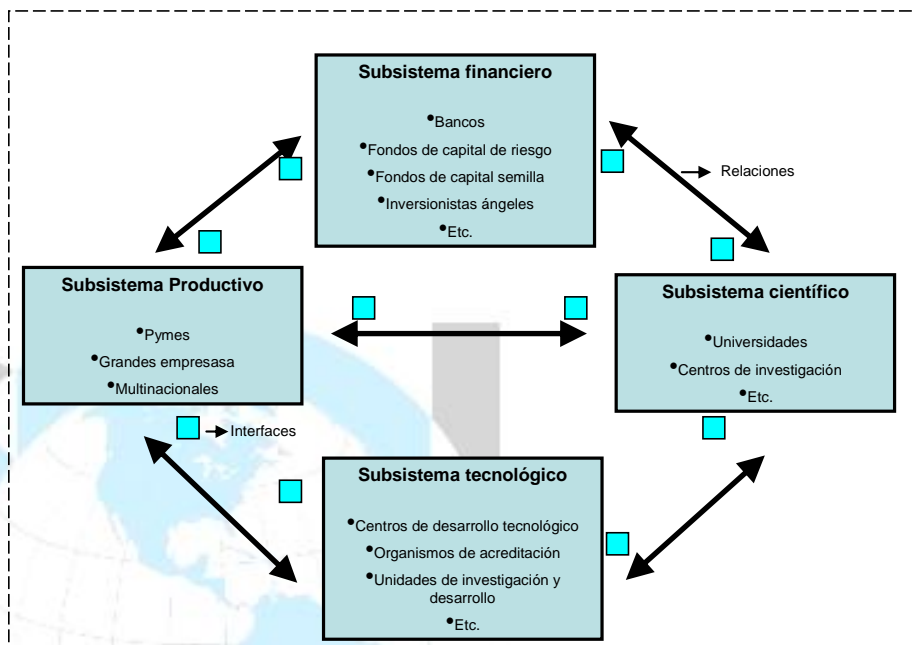 Subsistema financiero
•Bancos
•Fondos de capital de riesgo
•Fondos de capital semilla
•Inversionistas ángeles
•Etc.
Relaciones
Subsistema Productivo
•Pymes
•Grandes empresasa
•Multinacionales
Subsistema científico
•Universidades
•Centros de investigación
•Etc.
Interfaces
Subsistema tecnológico
•Centros de desarrollo tecnológico
•Organismos de acreditación
•Unidades de investigación y
desarrollo
•Etc.